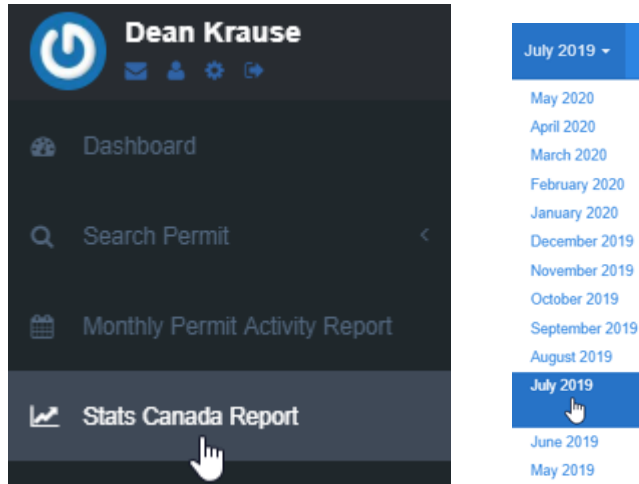 Dean Krause
Dashboard
Search Permit
Monthly Permit Activity Report
Stats Canada Report
July 2019
May 2020
April 2020
March 2020
February 2020
January 2020
December 2019
November 2019
October 2019
September 2019
August 2019
July 2019
June 2019
May 2019